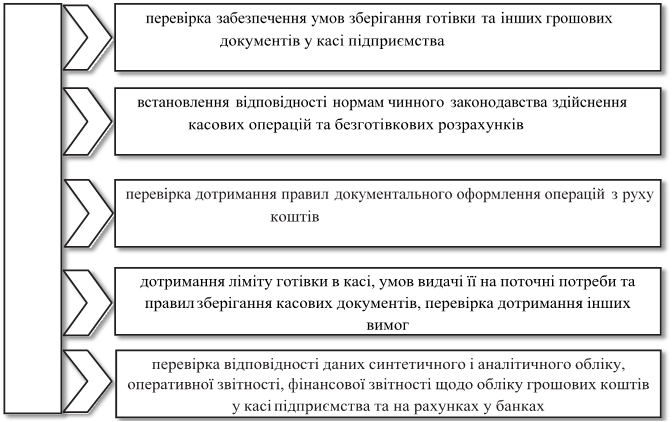 перевірка забезпечення умов зберігання готівки та інших грошових
документів у касі підприємства
встановлення відповідності нормам чинного законодавства здійснення
касових операцій та безготівкових розрахунків
перевірка дотримання правил документального оформлення операцій з руху
коштів
дотримання ліміту готівки в касі, умов видачі її на поточні потреби та
правил зберігання касових документів, перевірка дотримання інших
вимог
перевірка відповідності даних синтетичного і аналітичного обліку,
оперативної звітності, фінансової звітності щодо обліку грошових коштів
у касі підприємства та на рахунках у банках